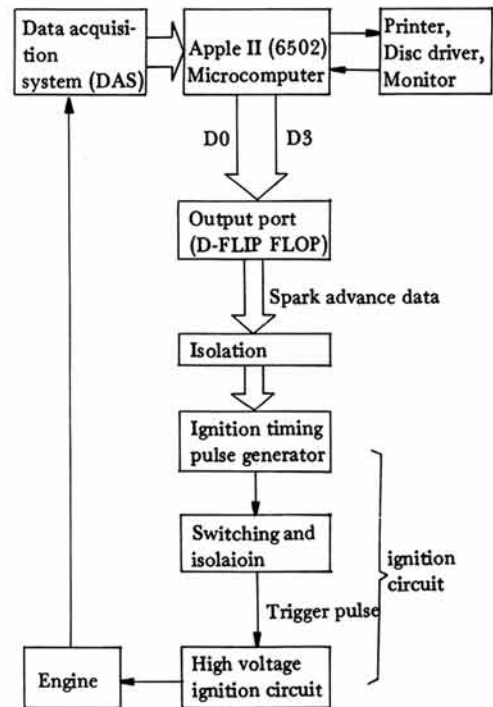 Data acquisi-
tion
system (DAS)
Apple II (6502)
Microcomputer
Printer,
Disc driver,
Monitor
D0
D3
Output port
(D-FLIP FLOP)
Spark advance data
Isolation
Ignition timing
pulse generator
Switching and
isolaioin
ignition
circuit
Trigger pulse
High voltage
ignition circuit
Engine